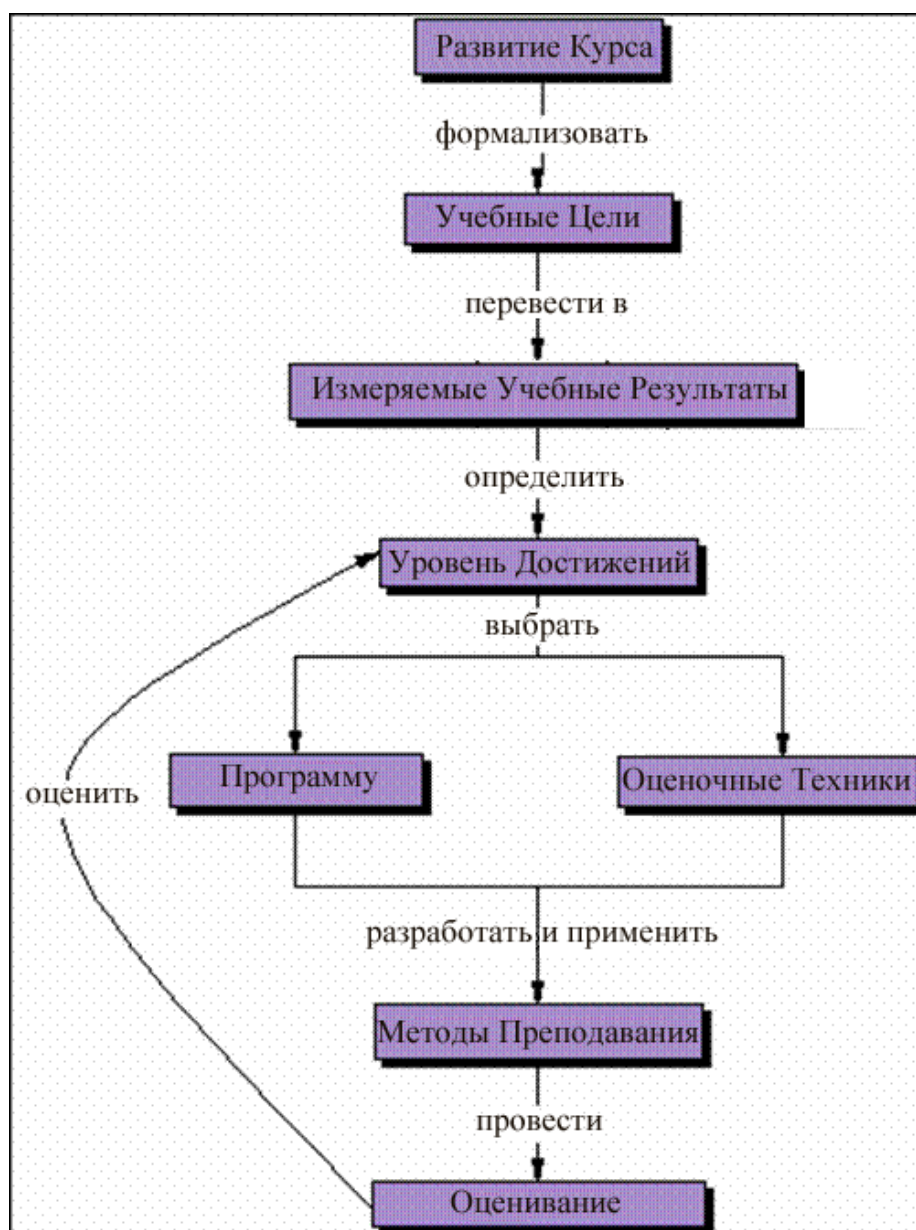 Развитие Курса
формализовать
Учебные Цели
перевести в
Измеряемые Учебные Результаты
определить
Уровень Достижений
выбрать
Программу
Оценочные Техники
оценить
разработать и применить
Методы Преподавания
провести
Оценивание